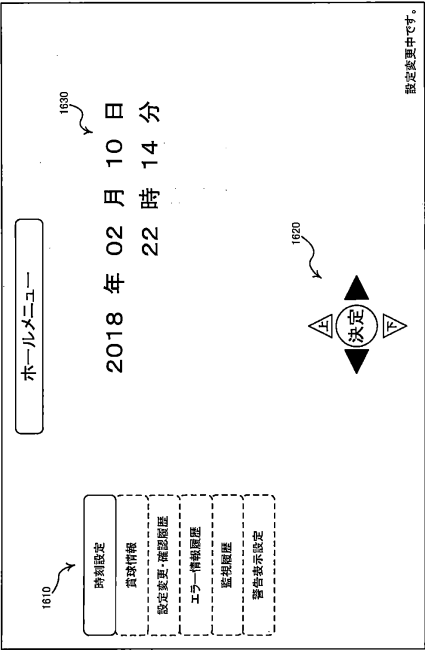 ホールメニュー
1610
時刻設定
賞球情報
設定変更・確認履歴
エラー情報履歴
監視履歴
警告表示設定
1630
2018 年 02 月 10 日
22 時 14 分
1620
上
決定
下
設定変更中です。